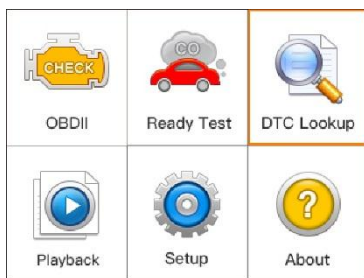 CHECK
CO
OBDII
Ready Test
DTC Lookup
?
Playback
Setup
About